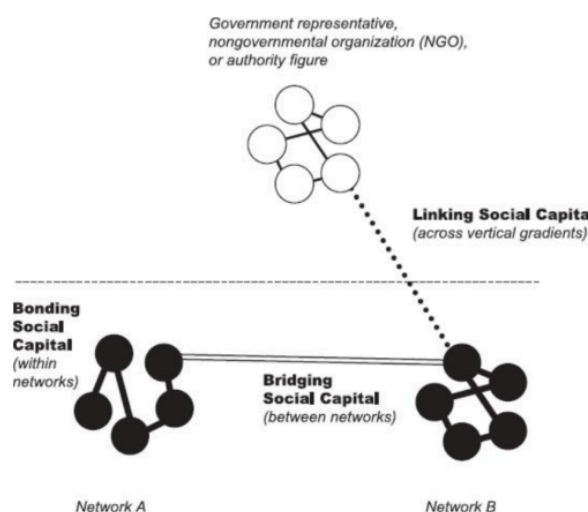 Government representative,
nongovernmental organization (NGO),
or authority figure
Linking Social Capita
(across vertical gradients)
Bonding
Social
Capital
(within
networks)
Bridging
Social Capital
(between networks)
Network A
Network B